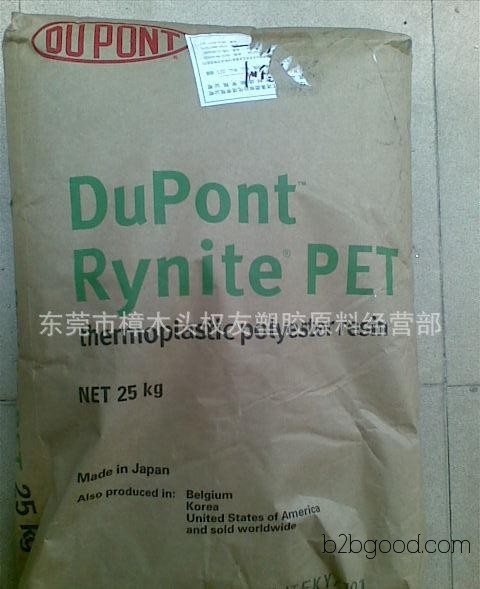 DU PONT
DuPont™
Rynite® PET
东莞市樟木头权友塑胶原料经营部
thermoplastic polyester resin
NET 25 kg
Made in Japan
Also produced in: Belgium
Korea
United States of America
and sold worldwide
25 kg
b2bgood.com